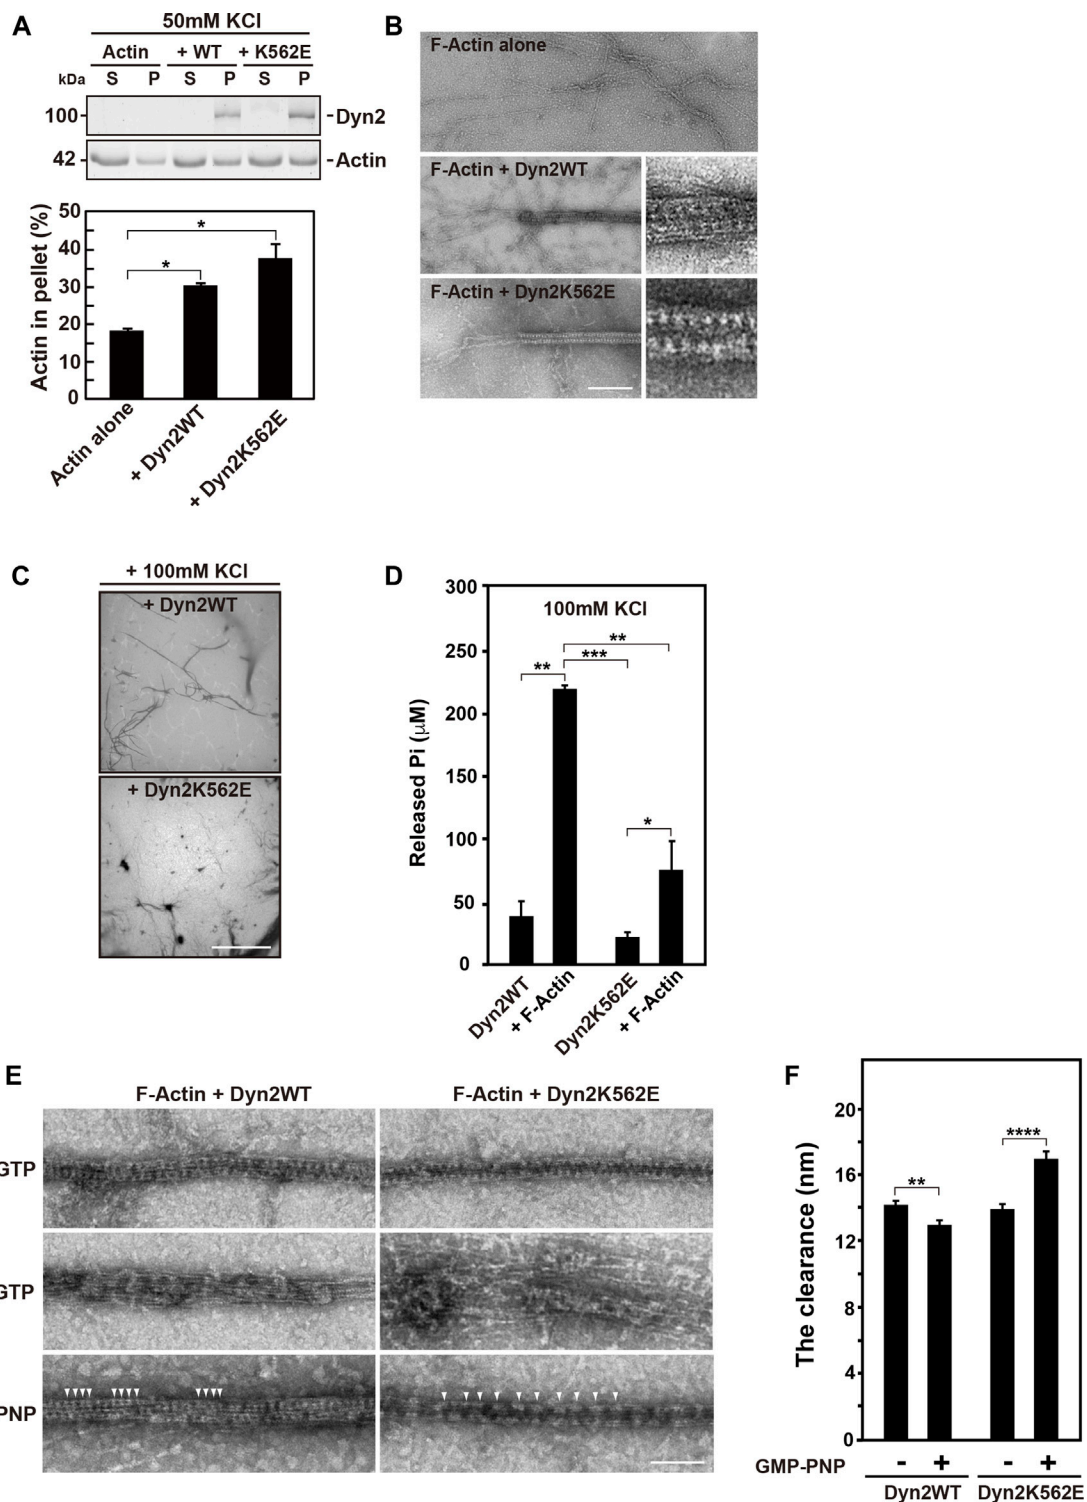 A
50mM KCl
Actin + WT + K562E
kDa S P S P S P
100 -Dyn2
42 -Actin
Actin in pellet (%)
50
40
30
20
10
0
*
*
Actin alone
+ Dyn2WT
+ Dyn2K562E
B
F-Actin alone
F-Actin + Dyn2WT
F-Actin + Dyn2K562E
C
+ 100mM KCl
+ Dyn2WT
+ Dyn2K562E
D
100mM KCl
Released Pi (μM)
300
250
200
150
100
50
0
**
***
**
*
Dyn2WT
+ F-Actin
Dyn2K562E
+ F-Actin
E
F-Actin + Dyn2WT F-Actin + Dyn2K562E
GTP
GTP
PNP
F
The clearance (nm)
20
16
12
8
4
0
**
****
GMP-PNP - + - +
Dyn2WT Dyn2K562E